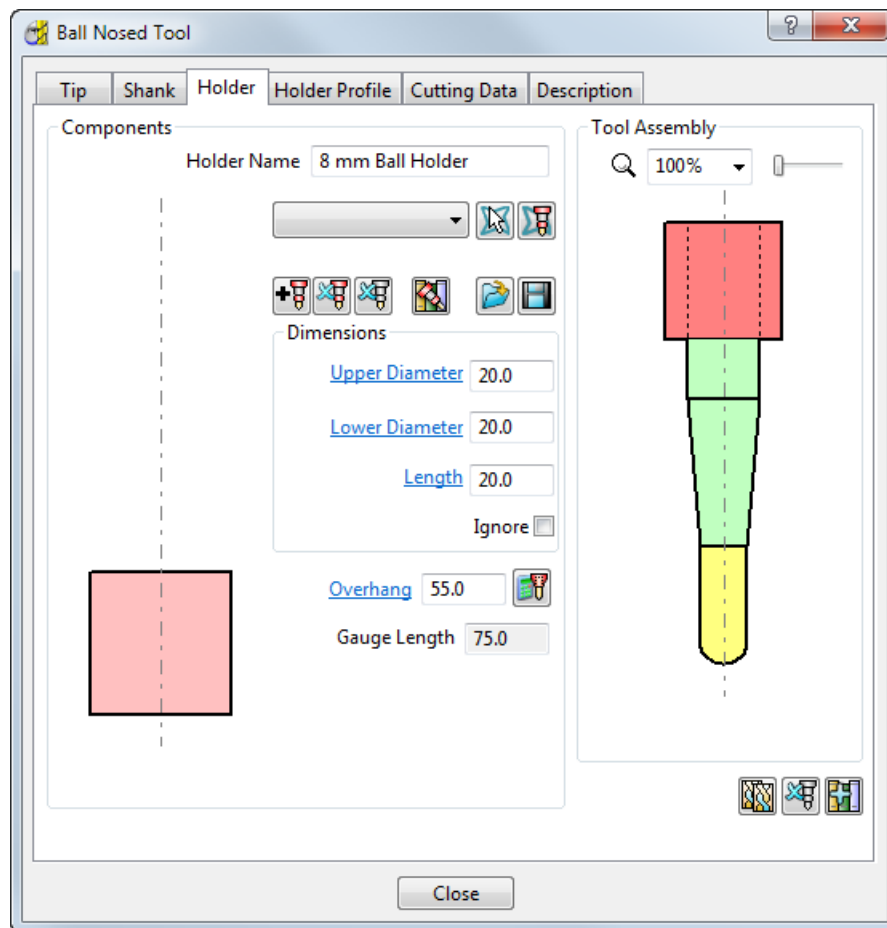 Ball Nosed Tool
Tip Shank Holder Holder Profile Cutting Data Description
Components
Holder Name 8 mm Ball Holder
Dimensions
Upper Diameter 20.0
Lower Diameter 20.0
Length 20.0
Ignore
Overhang 55.0
Gauge Length 75.0
Tool Assembly
100%
Close